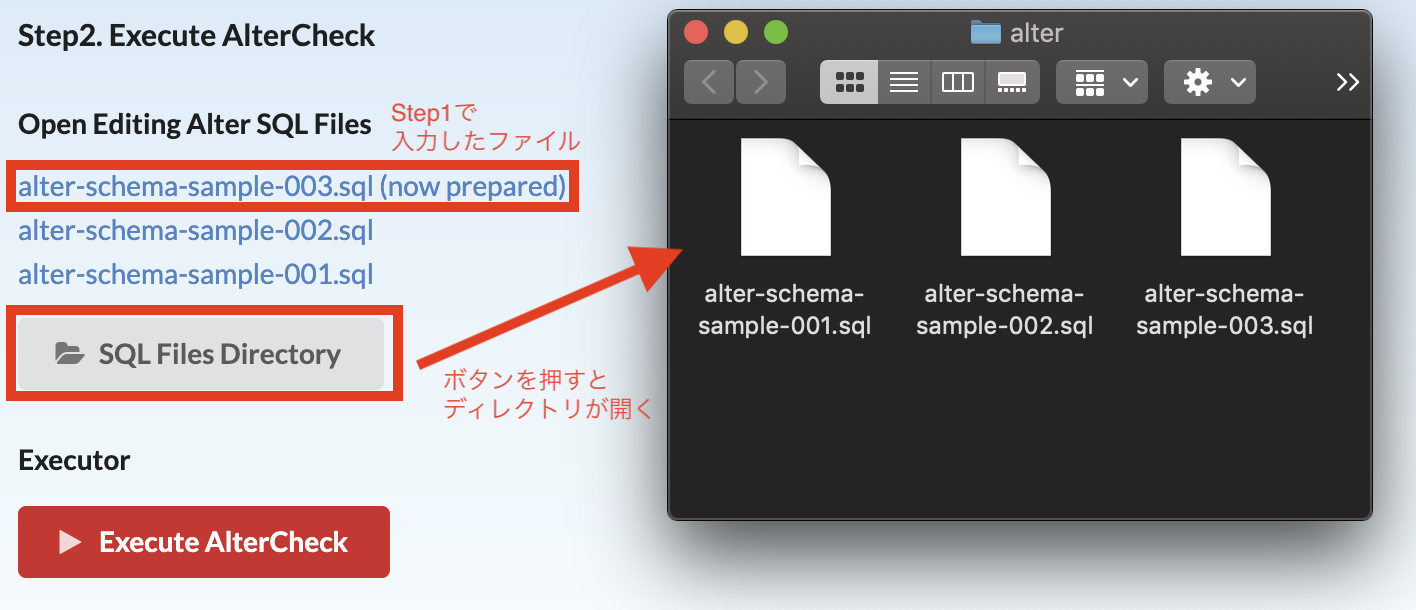 Step2. Execute AlterCheck
Open Editing Alter SQL Files
Step1で
入力したファイル
alter-schema-sample-003.sql (now prepared)
alter-schema-sample-002.sql
alter-schema-sample-001.sql
SQL Files Directory
ボタンを押すと
ディレクトリが開く
Executor
Execute AlterCheck
alter
alter-schema-
sample-001.sql
alter-schema-
sample-002.sql
alter-schema-
sample-003.sql